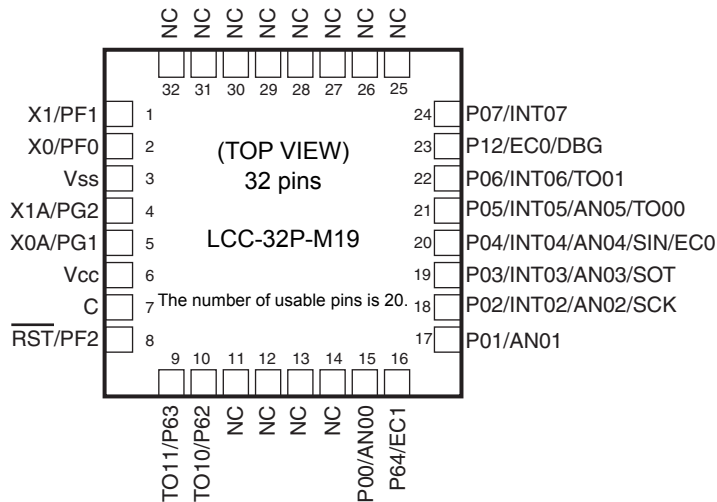 NC NC NC NC NC NC NC NC
32 31 30 29 28 27 26 25
X1/PF1 1
X0/PF0 2
Vss 3
X1A/PG2 4
X0A/PG1 5
Vcc 6
C 7
RST/PF2 8
(TOP VIEW)
32 pins
LCC-32P-M19
The number of usable pins is 20.
24 P07/INT07
23 P12/EC0/DBG
22 P06/INT06/TO01
21 P05/INT05/AN05/TO00
20 P04/INT04/AN04/SIN/EC0
19 P03/INT03/AN03/SOT
18 P02/INT02/AN02/SCK
17 P01/AN01
9 10 11 12 13 14 15 16
TO11/P63 TO10/P62 NC NC NC NC P00/AN00 P64/EC1